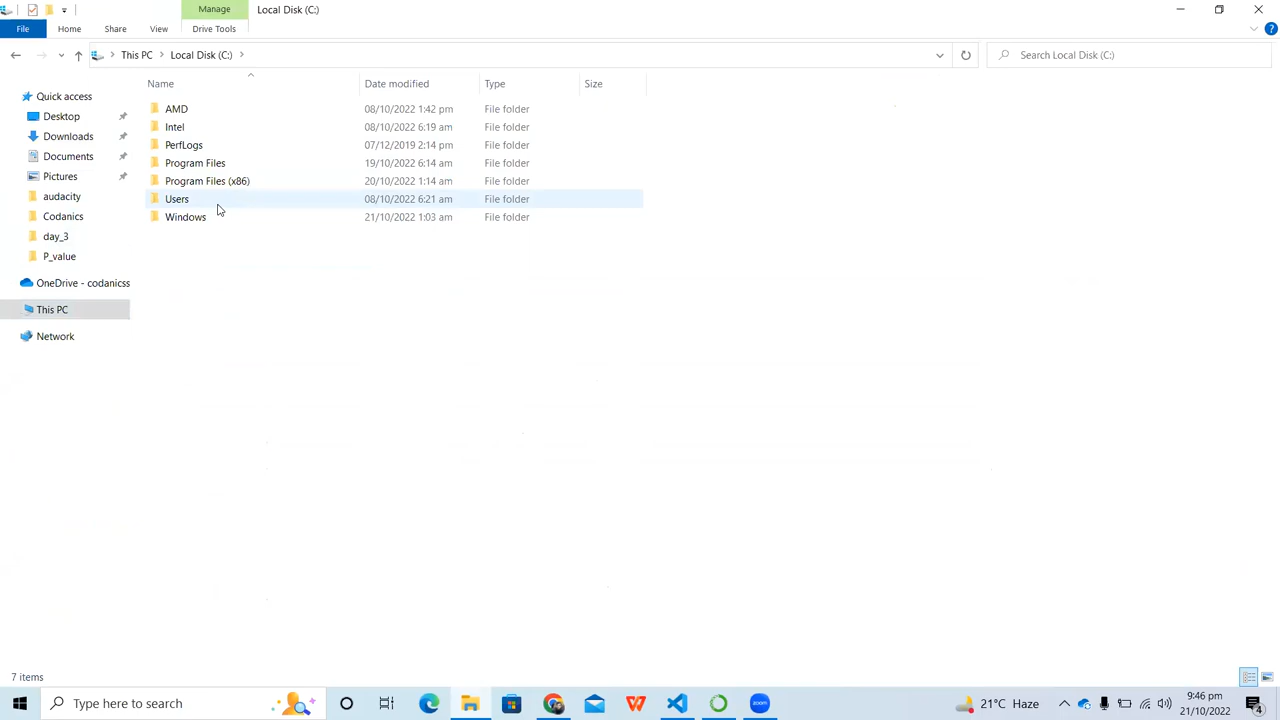 Manage
Local Disk (C:)
File
Home
Share
View
Drive Tools
This PC
Local Disk (C:)
Search Local Disk (C:)
Name
Date modified
Type
Size
Quick access
Desktop
Downloads
Documents
Pictures
audacity
Codanics
day_3
P_value
OneDrive - codanicss
This PC
Network
AMD 08/10/2022 1:42 pm File folder
Intel 08/10/2022 6:19 am File folder
PerfLogs 07/12/2019 2:14 pm File folder
Program Files 19/10/2022 6:14 am File folder
Program Files (x86) 20/10/2022 1:14 am File folder
Users 08/10/2022 6:21 am File folder
Windows 21/10/2022 1:03 am File folder
7 items
Type here to search
zoom
21°C Haze
9:46 pm
21/10/2022
4